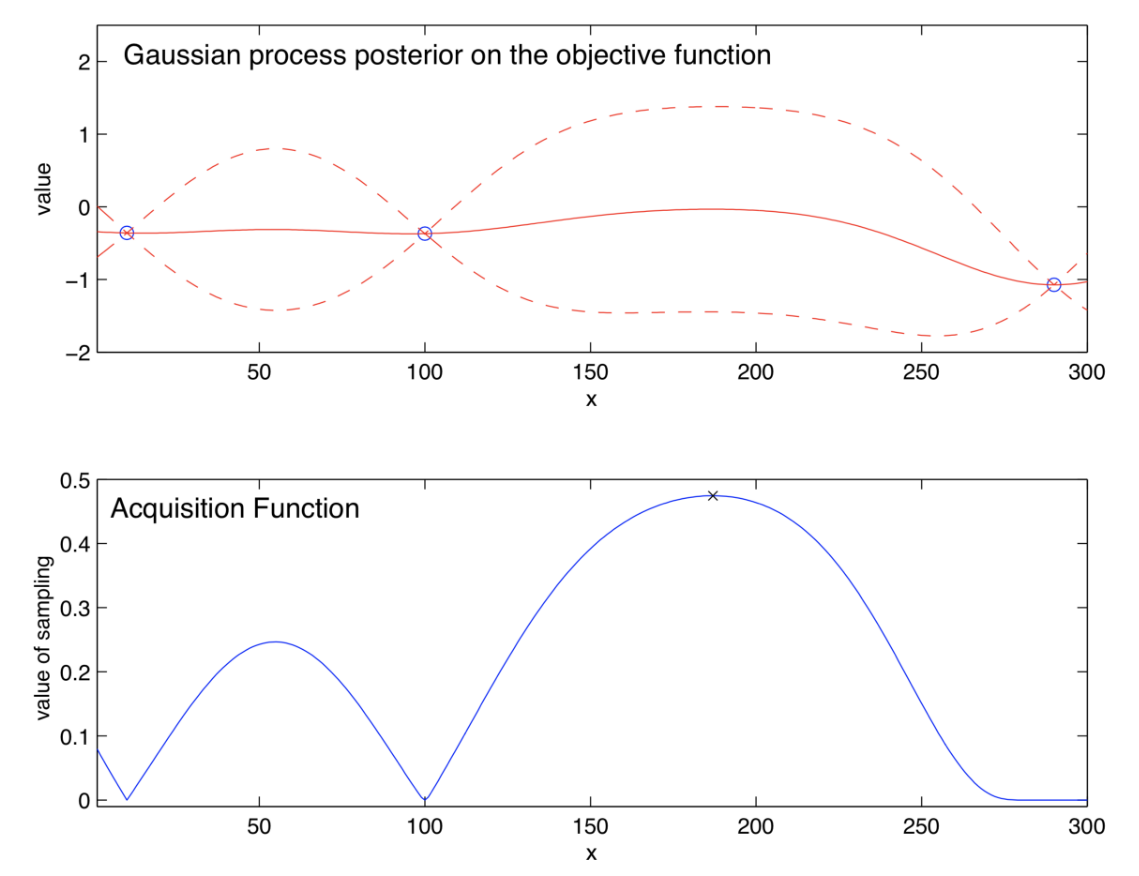 Gaussian process posterior on the objective function
2
1
0
−1
−2
value
50 100 150 200 250 300
x
Acquisition Function
0.5
0.4
0.3
0.2
0.1
0
value of sampling
50 100 150 200 250 300
x